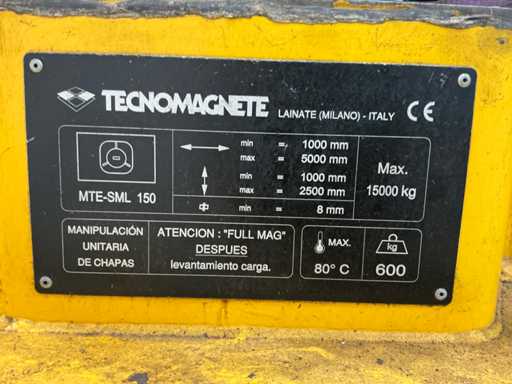 TECNOMAGNETE LAINATE (MILANO) - ITALY CE
min = 1000 mm
max = 5000 mm
min = 1000 mm
max = 2500 mm
min = 8 mm
MTE-SML 150
Max.
15000 kg
MANIPULACIÓN
UNITARIA
DE CHAPAS
ATENCION : "FULL MAG"
DESPUES
levantamiento carga.
MAX.
80° C
kg
600